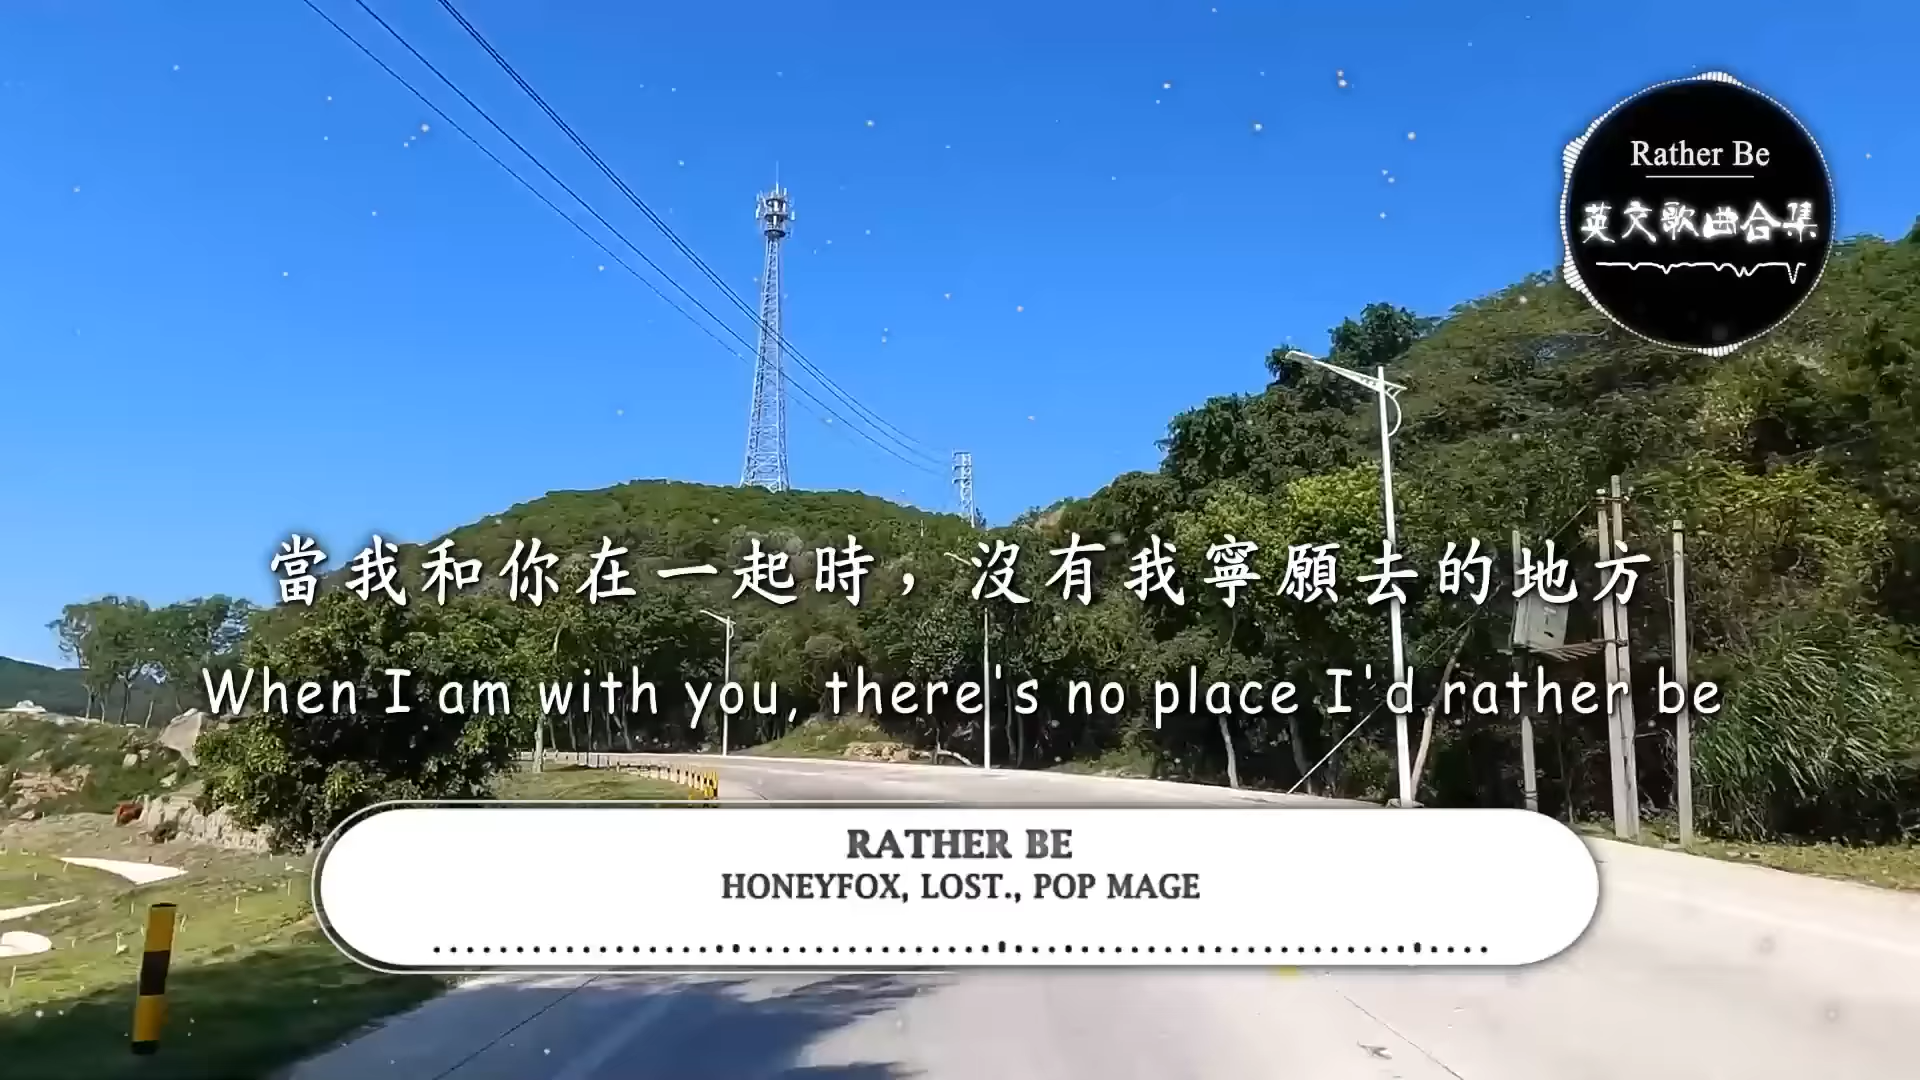 Rather Be
英文歌曲合集
當我和你在一起時，沒有我寧願去的地方
When I am with you, there's no place I'd rather be
RATHER BE
HONEYFOX, LOST., POP MAGE